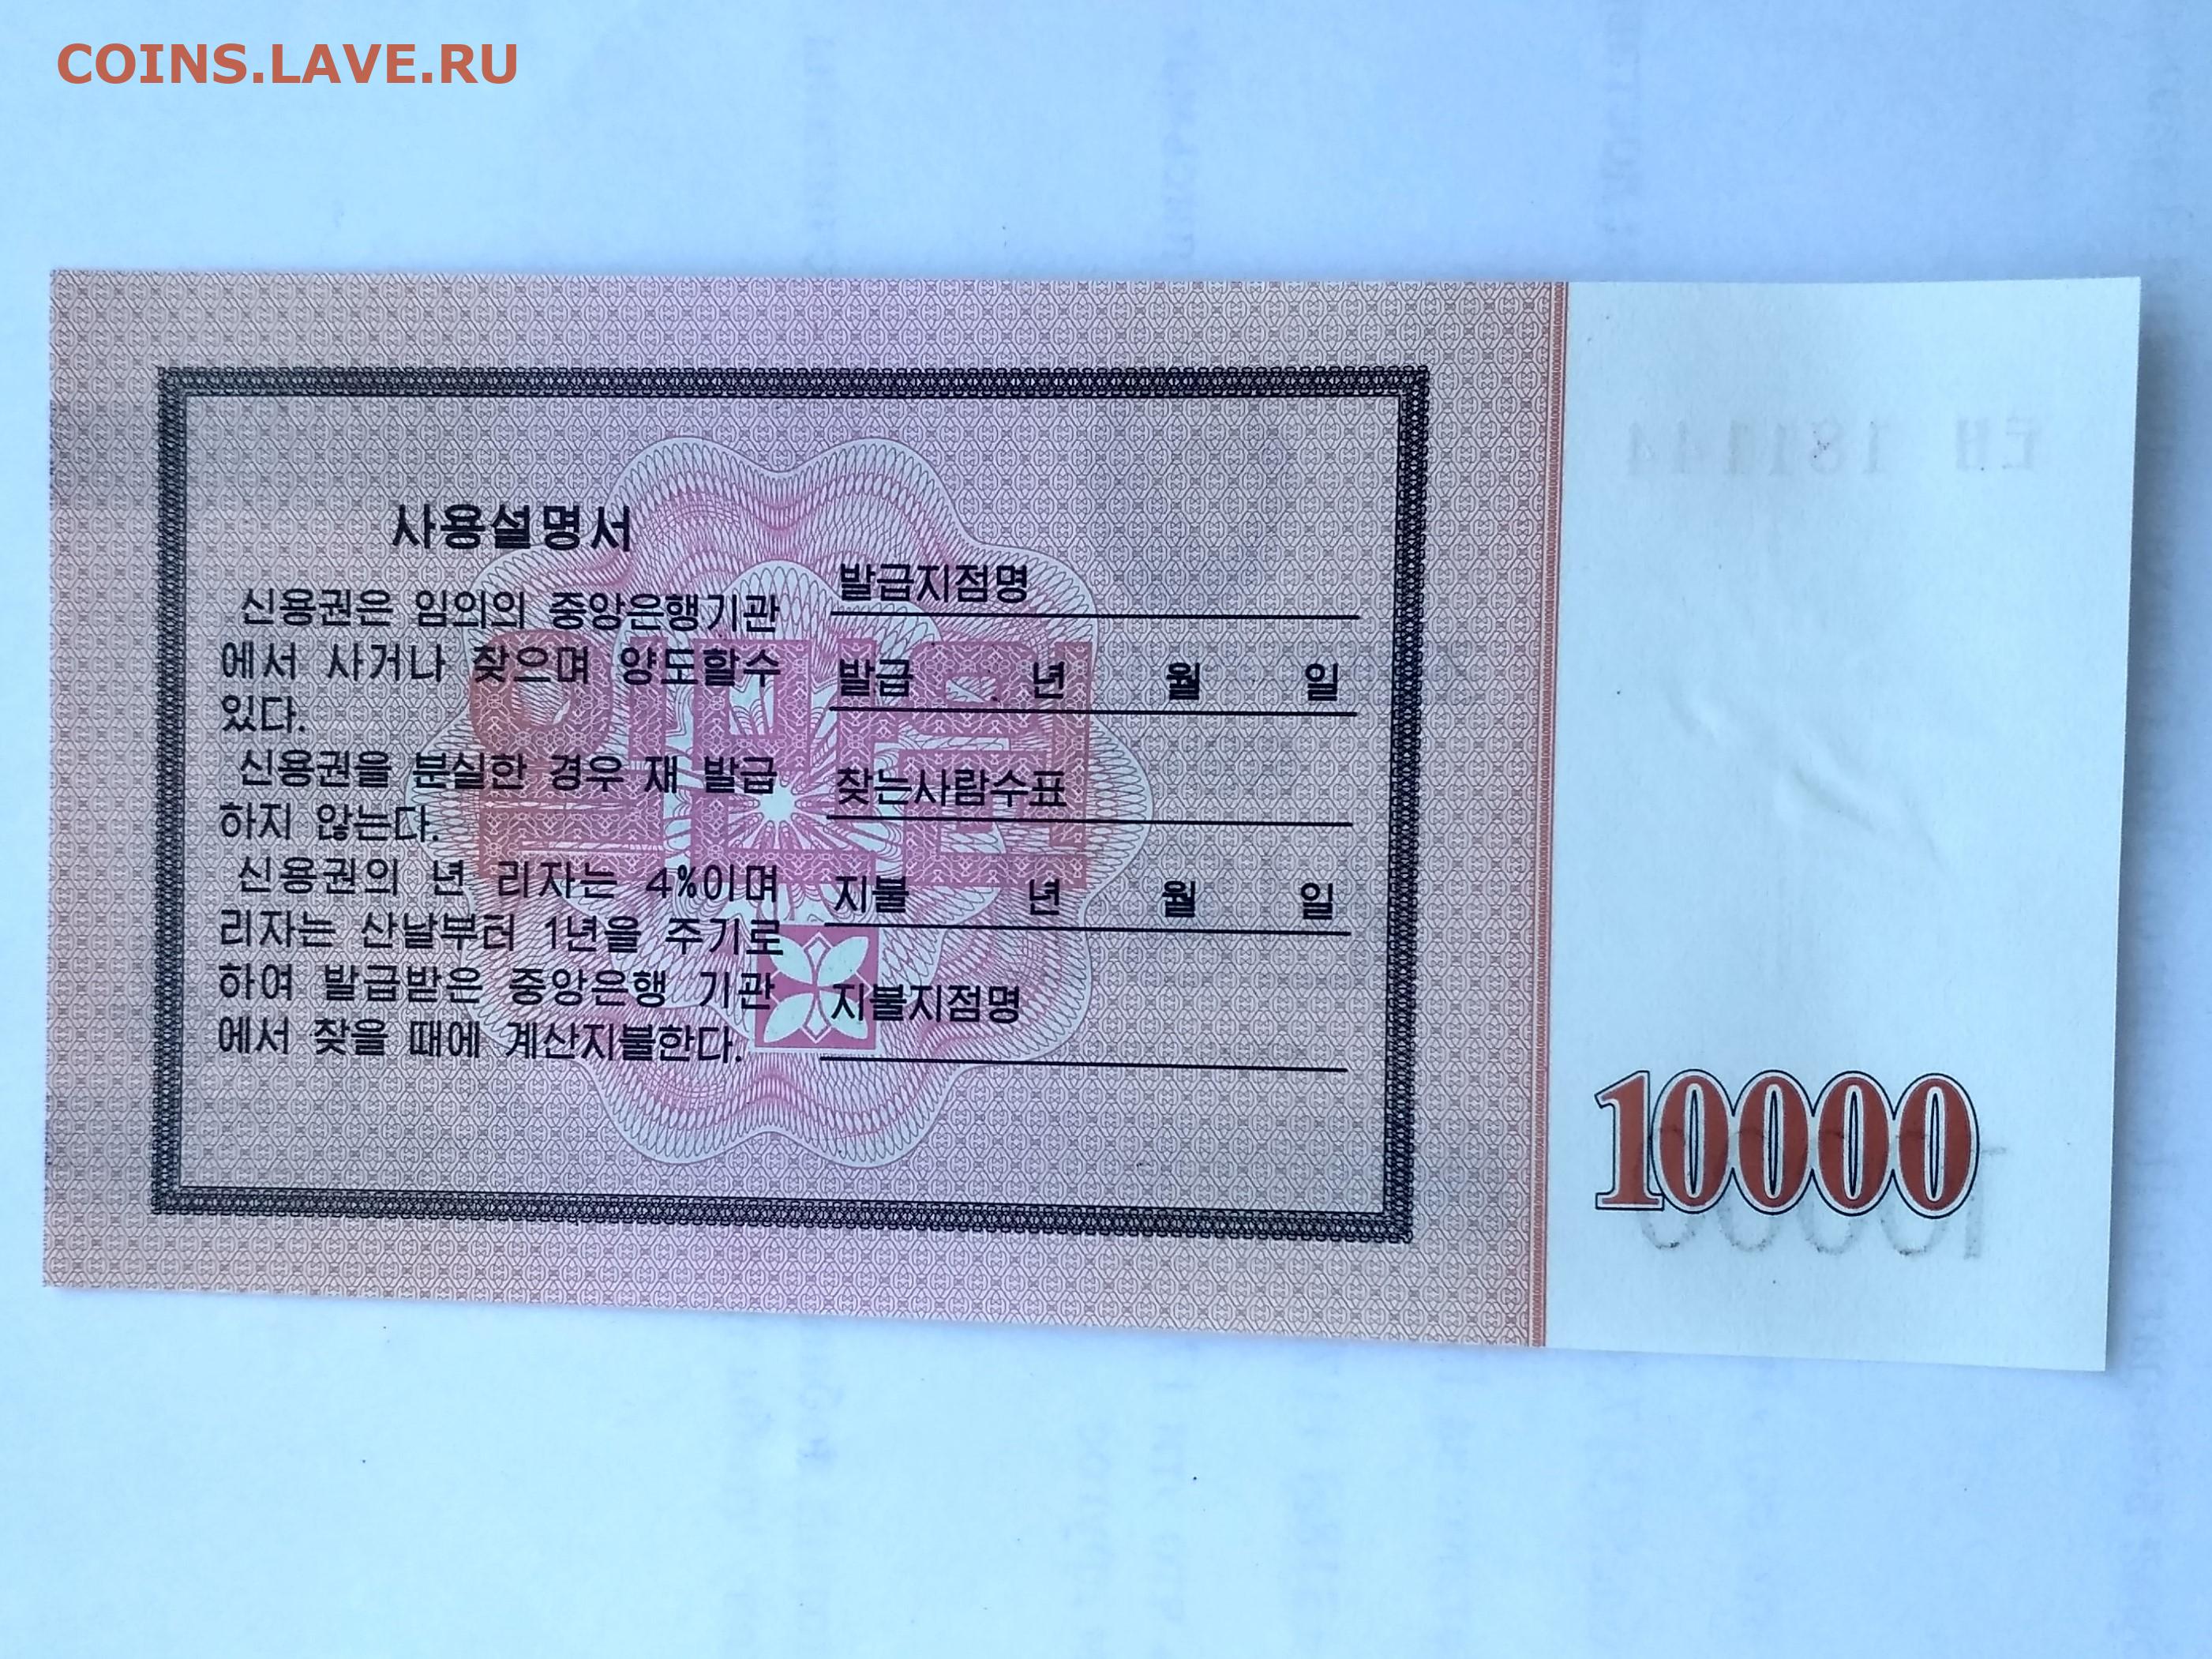 COINS.LAVE.RU
사용설명서
신용권은 임의의 중앙은행기관
에서 사거나 찾으며 양도할수
있다.
신용권을 분실한 경우 재 발급
하지 않는다.
신용권의 년 리자는 4%이며
리자는 산날부터 1년을 주기로
하여 발급받은 중앙은행 기관
에서 찾을 때에 계산지불한다.
발급지점명
발급 년 월 일
찾는사람수표
지불 년 월 일
지불지점명
일만원
10000